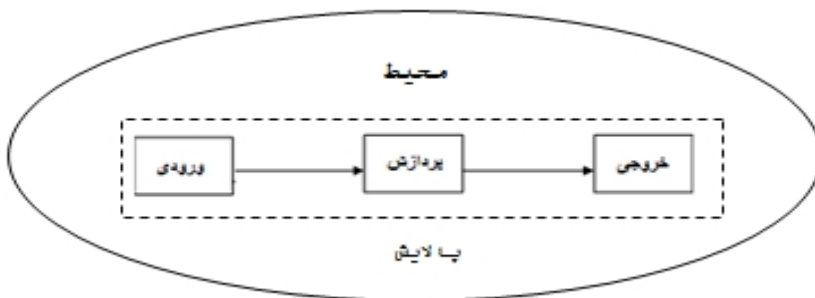 محیط
ورودی
پردازش
خروجی
پالایش